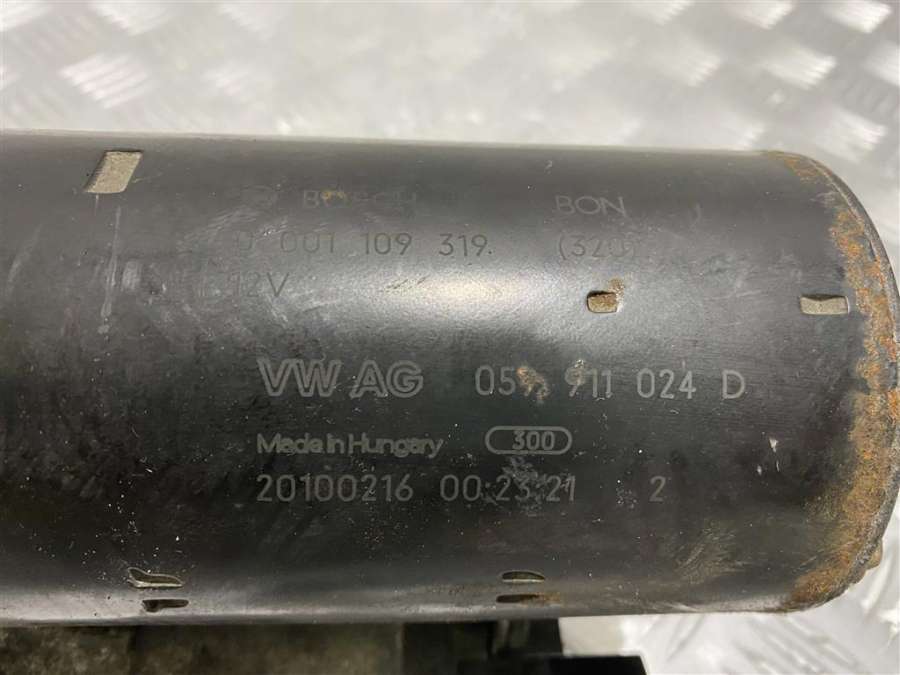 BOSCH BON
0 001 109 319 (320)
12V
VW AG 059 911 024 D
Made in Hungary 300
20100216 00:23:21 2